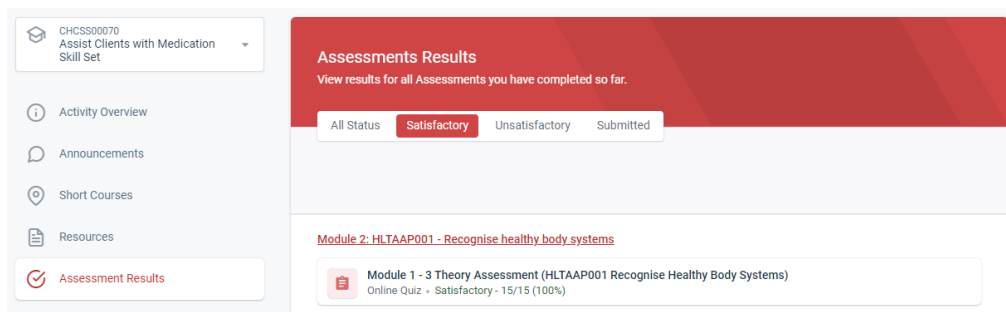 CHCSS00070
Assist Clients with Medication
Skill Set
Activity Overview
Announcements
Short Courses
Resources
Assessment Results
Assessments Results
View results for all Assessments you have completed so far.
All Status Satisfactory Unsatisfactory Submitted
Module 2: HLTAAP001 - Recognise healthy body systems
Module 1 - 3 Theory Assessment (HLTAAP001 Recognise Healthy Body Systems)
Online Quiz • Satisfactory - 15/15 (100%)